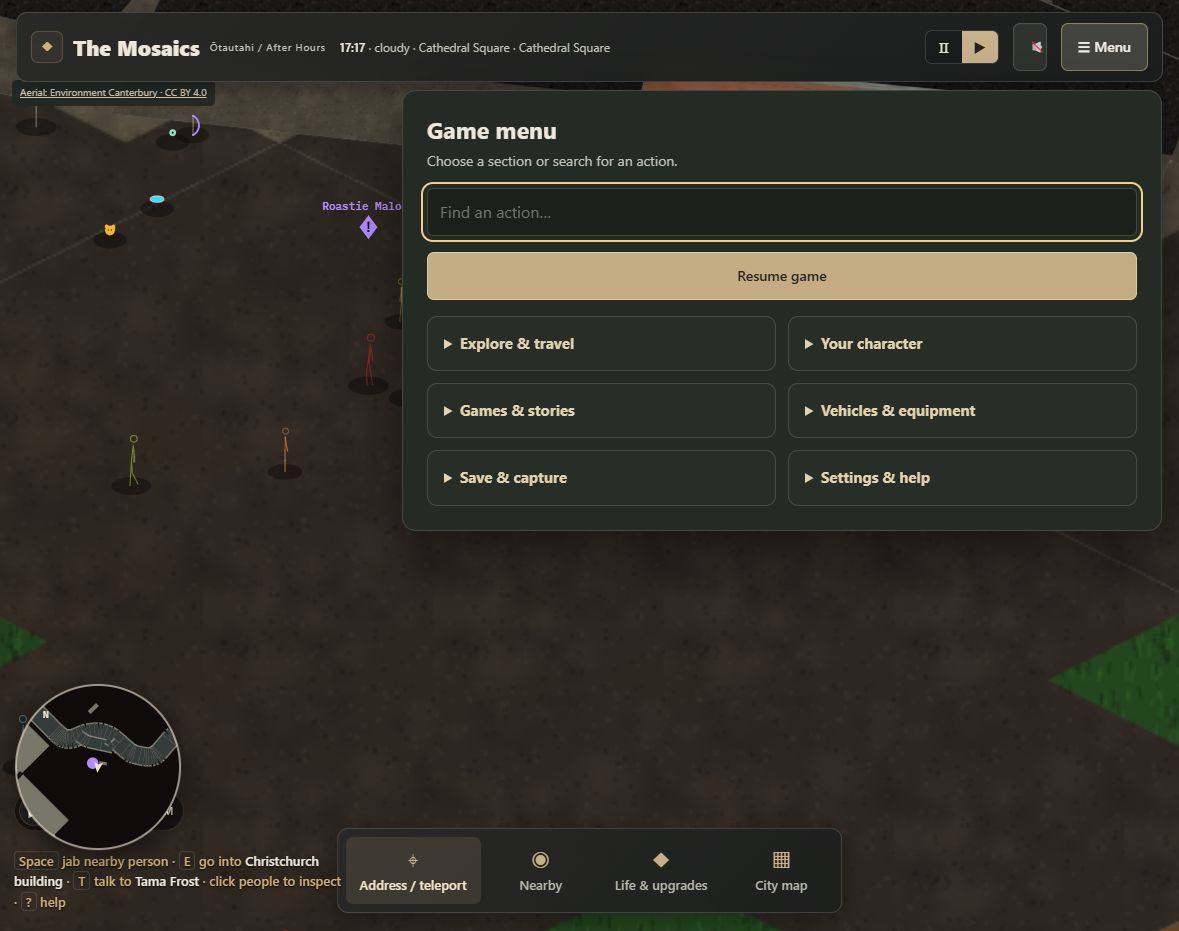 The Mosaics
Ōtautahi / After Hours
17:17 · cloudy · Cathedral Square · Cathedral Square
Menu
Aerial: Environment Canterbury · CC BY 4.0
Game menu
Choose a section or search for an action.
Find an action...
Resume game
Explore & travel
Your character
Games & stories
Vehicles & equipment
Save & capture
Settings & help
Roastie Malo
!
N
Space jab nearby person · E go into Christchurch
building · T talk to Tama Frost · click people to inspect
· ? help
Address / teleport
Nearby
Life & upgrades
City map